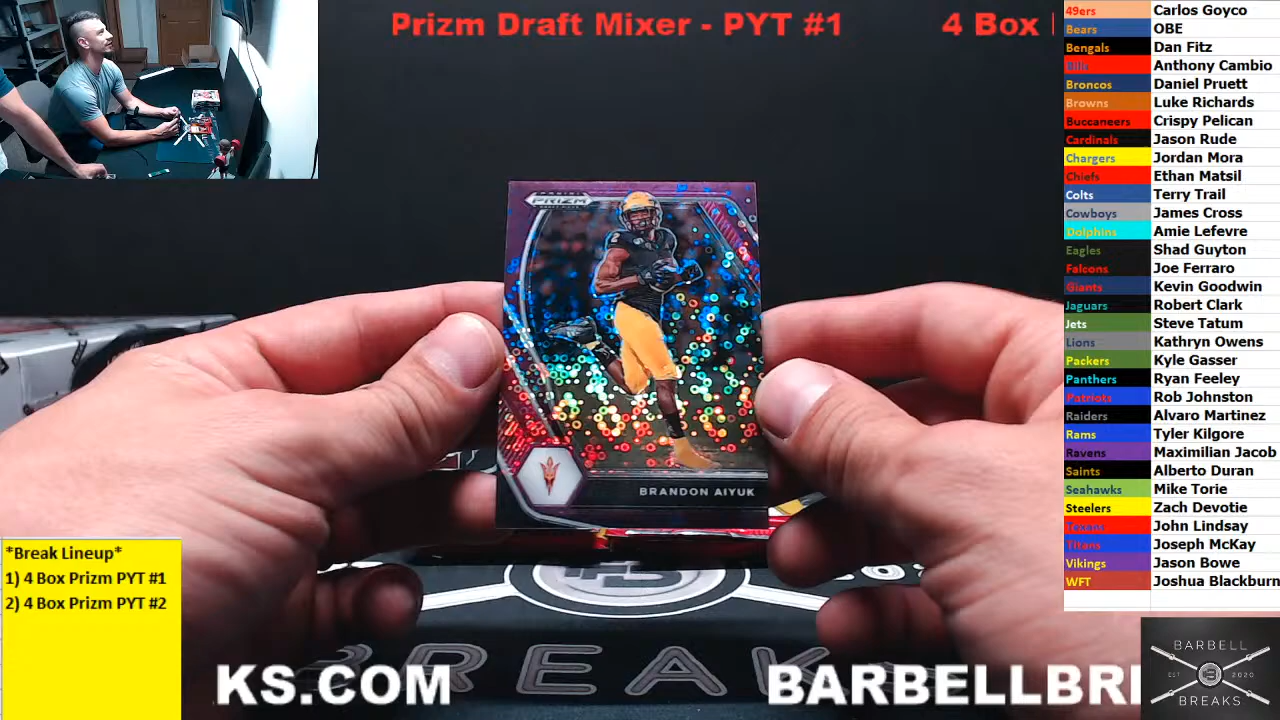 Prizm Draft Mixer - PYT #1
4 Box
49ers Carlos Goyco
Bears OBE
Bengals Dan Fitz
Bills Anthony Cambio
Broncos Daniel Pruett
Browns Luke Richards
Buccaneers Crispy Pelican
Cardinals Jason Rude
Chargers Jordan Mora
Chiefs Ethan Matsil
Colts Terry Trail
Cowboys James Cross
Dolphins Amie Lefevre
Eagles Shad Guyton
Falcons Joe Ferraro
Giants Kevin Goodwin
Jaguars Robert Clark
Jets Steve Tatum
Lions Kathryn Owens
Packers Kyle Gasser
Panthers Ryan Feeley
Patriots Rob Johnston
Raiders Alvaro Martinez
Rams Tyler Kilgore
Ravens Maximilian Jacob
Saints Alberto Duran
Seahawks Mike Torie
Steelers Zach Devotie
Texans John Lindsay
Titans Joseph McKay
Vikings Jason Bowe
WFT Joshua Blackburn
PRIZM
2
BRANDON AIYUK
*Break Lineup*
1) 4 Box Prizm PYT #1
2) 4 Box Prizm PYT #2
BREAKS
KS.COM
BARBELLBR
BARBELL
EST 2020
BREAKS